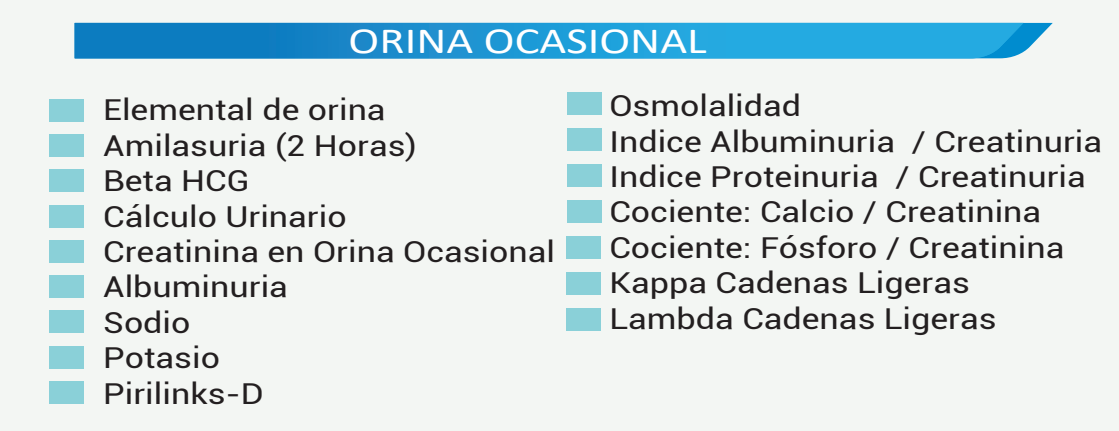 ORINA OCASIONAL
Elemental de orina
Amilasuria (2 Horas)
Beta HCG
Cálculo Urinario
Creatinina en Orina Ocasional
Albuminuria
Sodio
Potasio
Pirilinks-D
Osmolalidad
Indice Albuminuria / Creatinuria
Indice Proteinuria / Creatinuria
Cociente: Calcio / Creatinina
Cociente: Fósforo / Creatinina
Kappa Cadenas Ligeras
Lambda Cadenas Ligeras